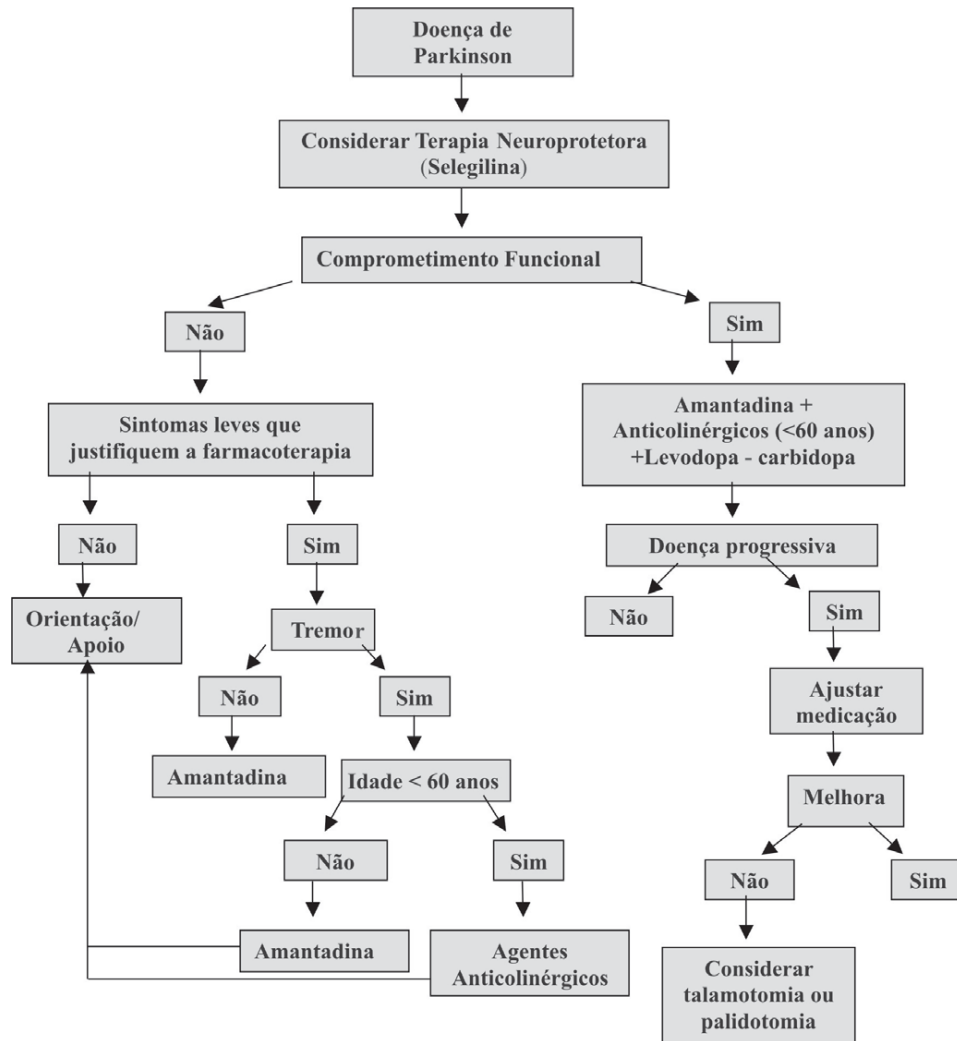 Doença de
Parkinson
Considerar Terapia Neuroprotetora
(Selegilina)
Comprometimento Funcional
Não
Sim
Sintomas leves que
justifiquem a farmacoterapia
Amantadina +
Anticolinérgicos (<60 anos)
+Levodopa - carbidopa
Não
Sim
Doença progressiva
Orientação/
Apoio
Tremor
Não
Sim
Não
Sim
Ajustar
medicação
Amantadina
Idade < 60 anos
Melhora
Não
Sim
Não
Sim
Amantadina
Agentes
Anticolinérgicos
Considerar
talamotomia ou
palidotomia